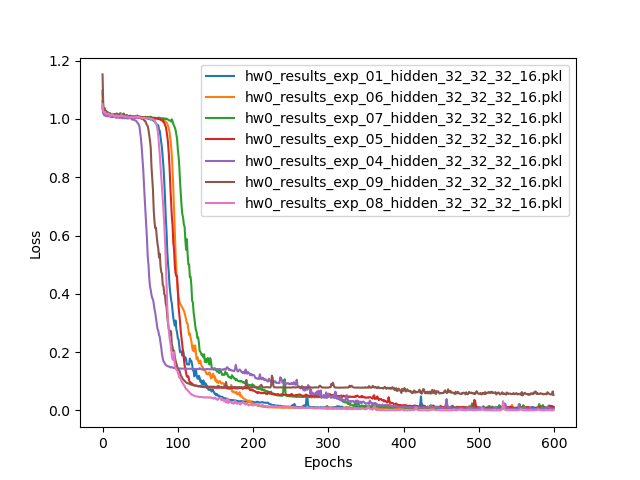 1.2
1.0
0.8
0.6
0.4
0.2
0.0
Loss
hw0_results_exp_01_hidden_32_32_32_16.pkl
hw0_results_exp_06_hidden_32_32_32_16.pkl
hw0_results_exp_07_hidden_32_32_32_16.pkl
hw0_results_exp_05_hidden_32_32_32_16.pkl
hw0_results_exp_04_hidden_32_32_32_16.pkl
hw0_results_exp_09_hidden_32_32_32_16.pkl
hw0_results_exp_08_hidden_32_32_32_16.pkl
0 100 200 300 400 500 600
Epochs